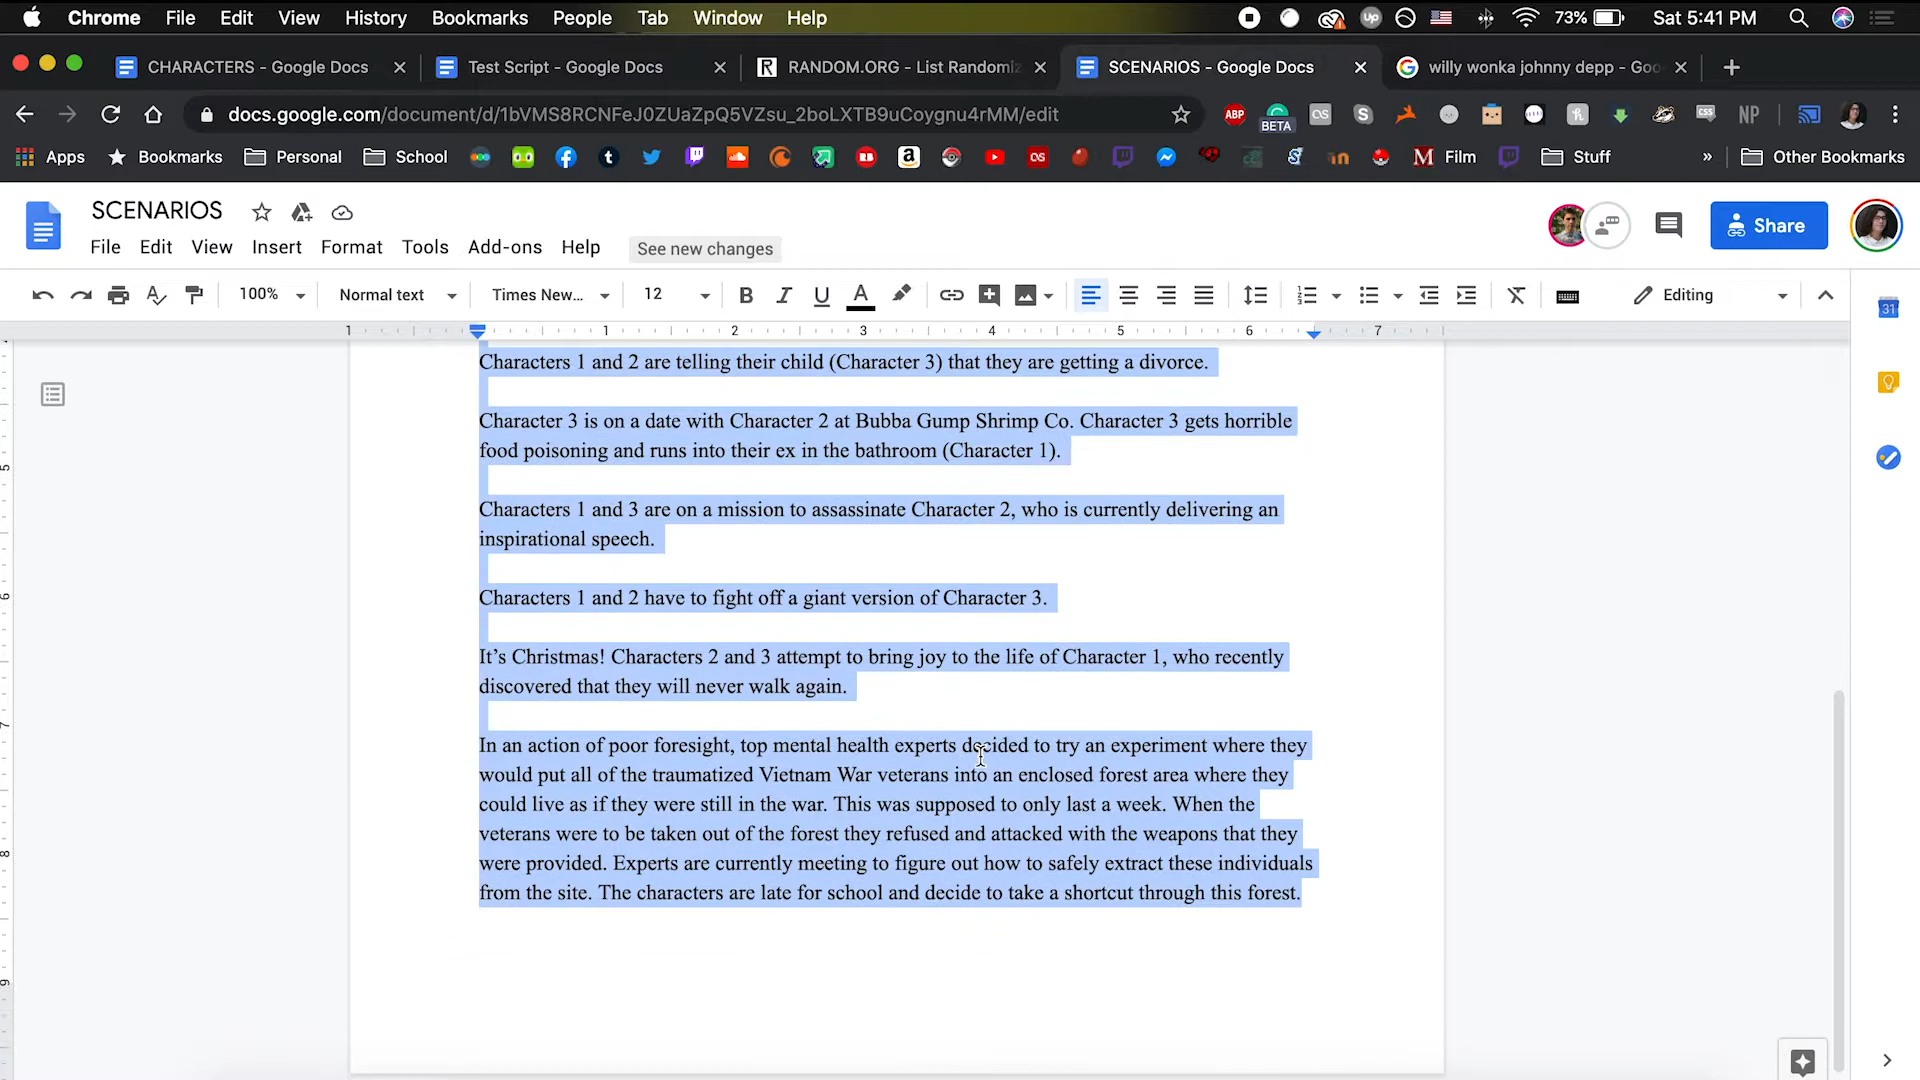 Chrome File Edit View History Bookmarks People Tab Window Help 73% Sat 5:41 PM
CHARACTERS - Google Docs Test Script - Google Docs RANDOM.ORG - List Randomiz SCENARIOS - Google Docs willy wonka johnny depp - Goo
docs.google.com/document/d/1bVMS8RCNFeJ0ZUaZpQ5VZsu_2boLXTB9uCoygnu4rMM/edit ABP BETA NP
Apps Bookmarks Personal School Film Stuff » Other Bookmarks
SCENARIOS
File Edit View Insert Format Tools Add-ons Help See new changes Share
100% Normal text Times New... 12 B I U A Editing
1 1 2 3 4 5 6 7
Characters 1 and 2 are telling their child (Character 3) that they are getting a divorce.
Character 3 is on a date with Character 2 at Bubba Gump Shrimp Co. Character 3 gets horrible
food poisoning and runs into their ex in the bathroom (Character 1).
Characters 1 and 3 are on a mission to assassinate Character 2, who is currently delivering an
inspirational speech.
Characters 1 and 2 have to fight off a giant version of Character 3.
It's Christmas! Characters 2 and 3 attempt to bring joy to the life of Character 1, who recently
discovered that they will never walk again.
In an action of poor foresight, top mental health experts decided to try an experiment where they
would put all of the traumatized Vietnam War veterans into an enclosed forest area where they
could live as if they were still in the war. This was supposed to only last a week. When the
veterans were to be taken out of the forest they refused and attacked with the weapons that they
were provided. Experts are currently meeting to figure out how to safely extract these individuals
from the site. The characters are late for school and decide to take a shortcut through this forest.